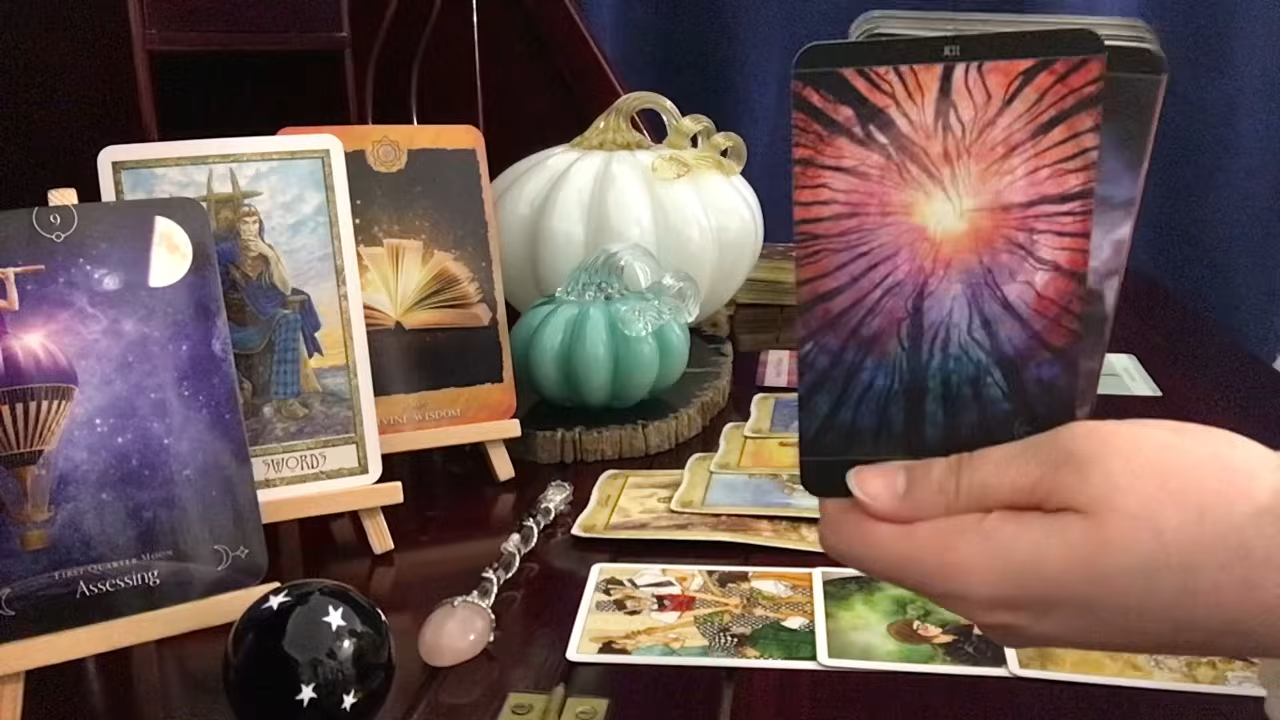 9
FIRST QUARTER MOON
Assessing
SWORDS
VINE WISDOM
XII